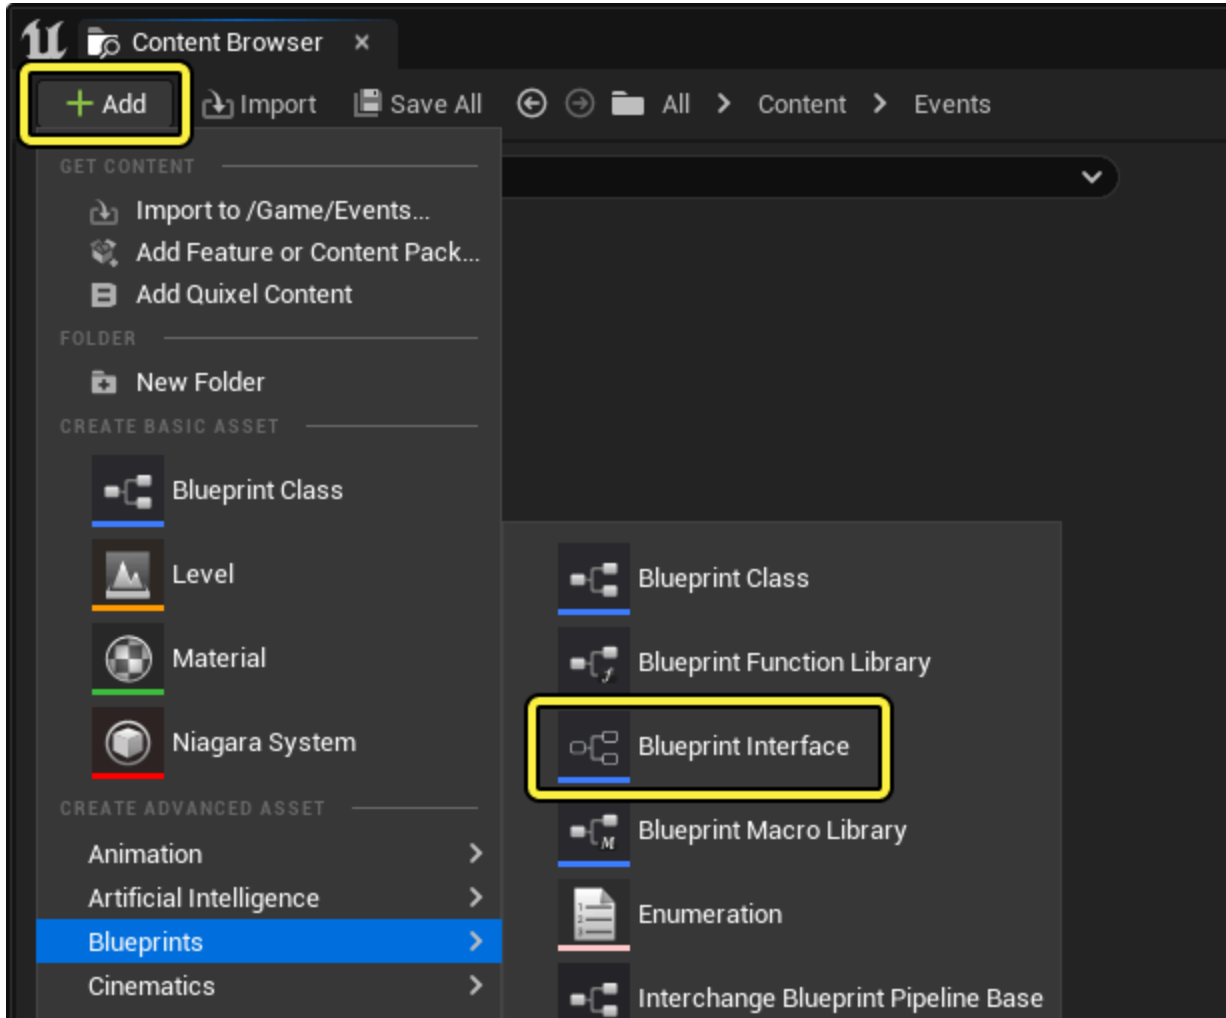 Content Browser
Add Import Save All All > Content > Events
GET CONTENT
Import to /Game/Events...
Add Feature or Content Pack...
Add Quixel Content
FOLDER
New Folder
CREATE BASIC ASSET
Blueprint Class
Level
Material
Niagara System
CREATE ADVANCED ASSET
Animation
Artificial Intelligence
Blueprints
Cinematics
Blueprint Class
Blueprint Function Library
Blueprint Interface
Blueprint Macro Library
Enumeration
Interchange Blueprint Pipeline Base